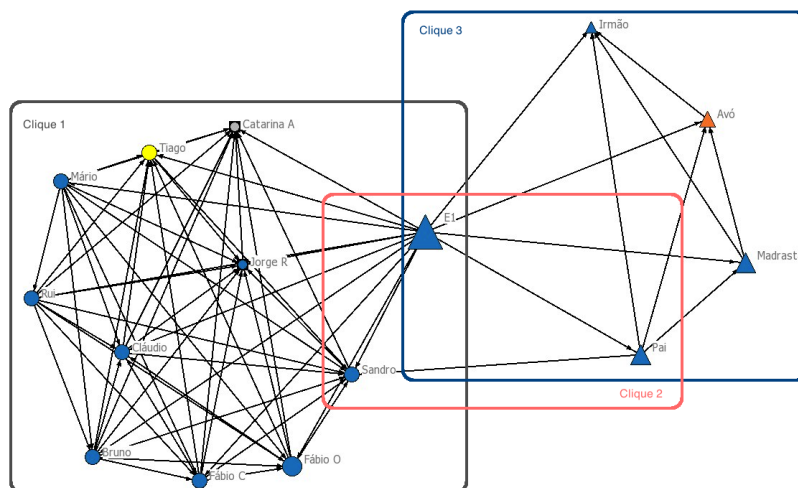 Irmão
Clique 3
Avó
Clique 1
Catarina A
Tiago
Mário
E1
Jorge R
Madrast
Rui
Cláudio
Pai
Sandro
Clique 2
Bruno
Fábio O
Fábio C